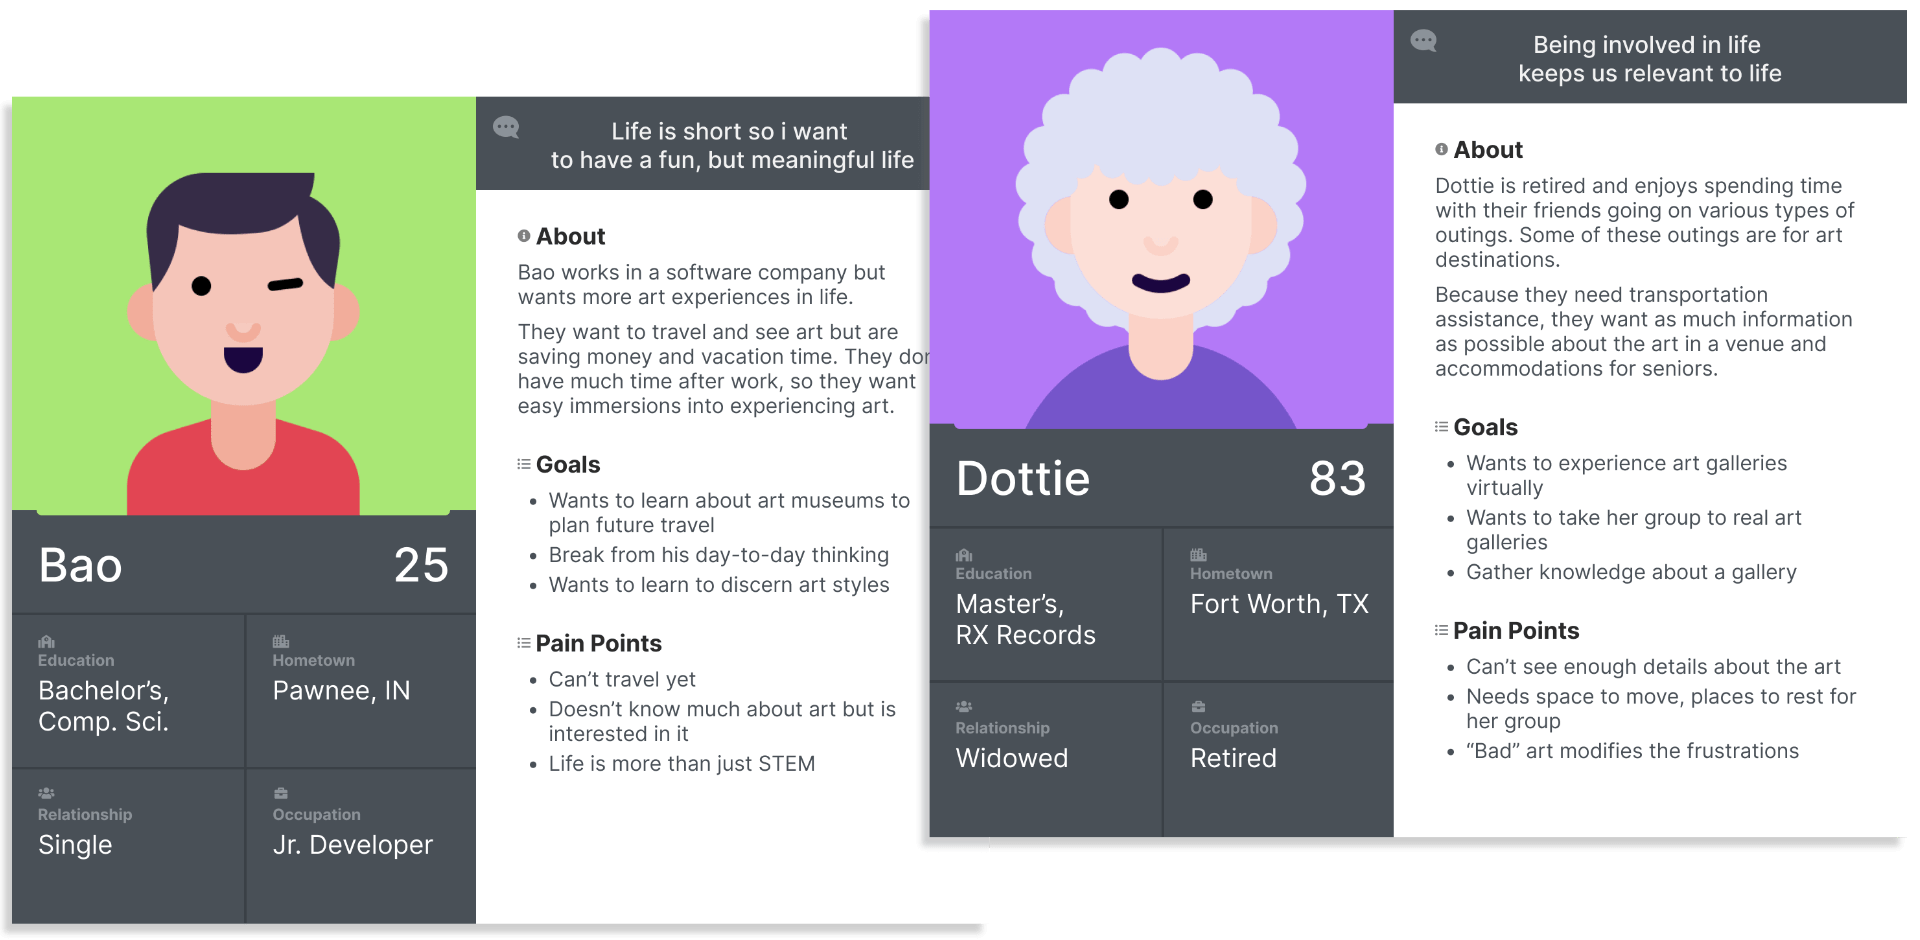 Life is short so i want
to have a fun, but meaningful life
About
Bao works in a software company but
wants more art experiences in life.
They want to travel and see art but are
saving money and vacation time. They
have much time after work, so they want
easy immersions into experiencing art.
Goals
• Wants to learn about art museums to
plan future travel
• Break from his day-to-day thinking
• Wants to learn to discern art styles
Pain Points
• Can’t travel yet
• Doesn’t know much about art but is
interested in it
• Life is more than just STEM
Bao 25
Education
Bachelor’s,
Comp. Sci.
Hometown
Pawnee, IN
Relationship
Single
Occupation
Jr. Developer
Being involved in life
keeps us relevant to life
About
Dottie is retired and enjoys spending time
with their friends going on various types of
outings. Some of these outings are for art
destinations.
Because they need transportation
assistance, they want as much information
as possible about the art in a venue and
accommodations for seniors.
Goals
• Wants to experience art galleries
virtually
• Wants to take her group to real art
galleries
• Gather knowledge about a gallery
Pain Points
• Can’t see enough details about the art
• Needs space to move, places to rest for
her group
• “Bad” art modifies the frustrations
Dottie 83
Education
Master’s,
RX Records
Hometown
Fort Worth, TX
Relationship
Widowed
Occupation
Retired